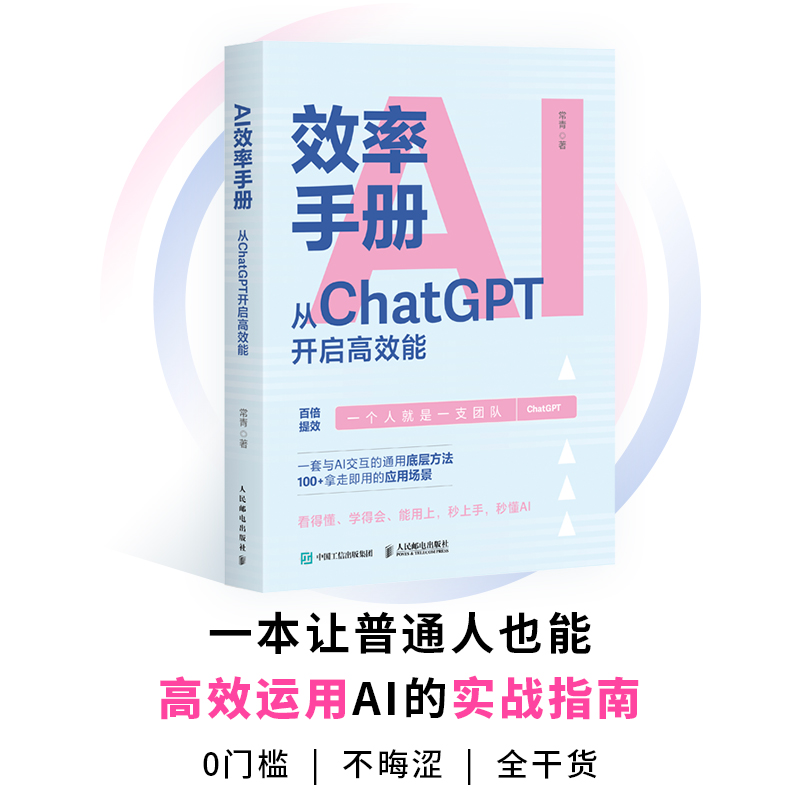 AI效率手册
从ChatGPT开启高效能
常青◎著
人民邮电出版社
AI
常青◎著
效率
手册
从ChatGPT
开启高效能
百倍
提效
一个人就是一支团队
ChatGPT
一套与AI交互的通用底层方法
100+拿走即用的应用场景
看得懂、学得会、能用上，秒上手，秒懂AI
中国工信出版集团
人民邮电出版社
POSTS & TELECOM PRESS
一本让普通人也能
高效运用AI的实战指南
0门槛 | 不晦涩 | 全干货